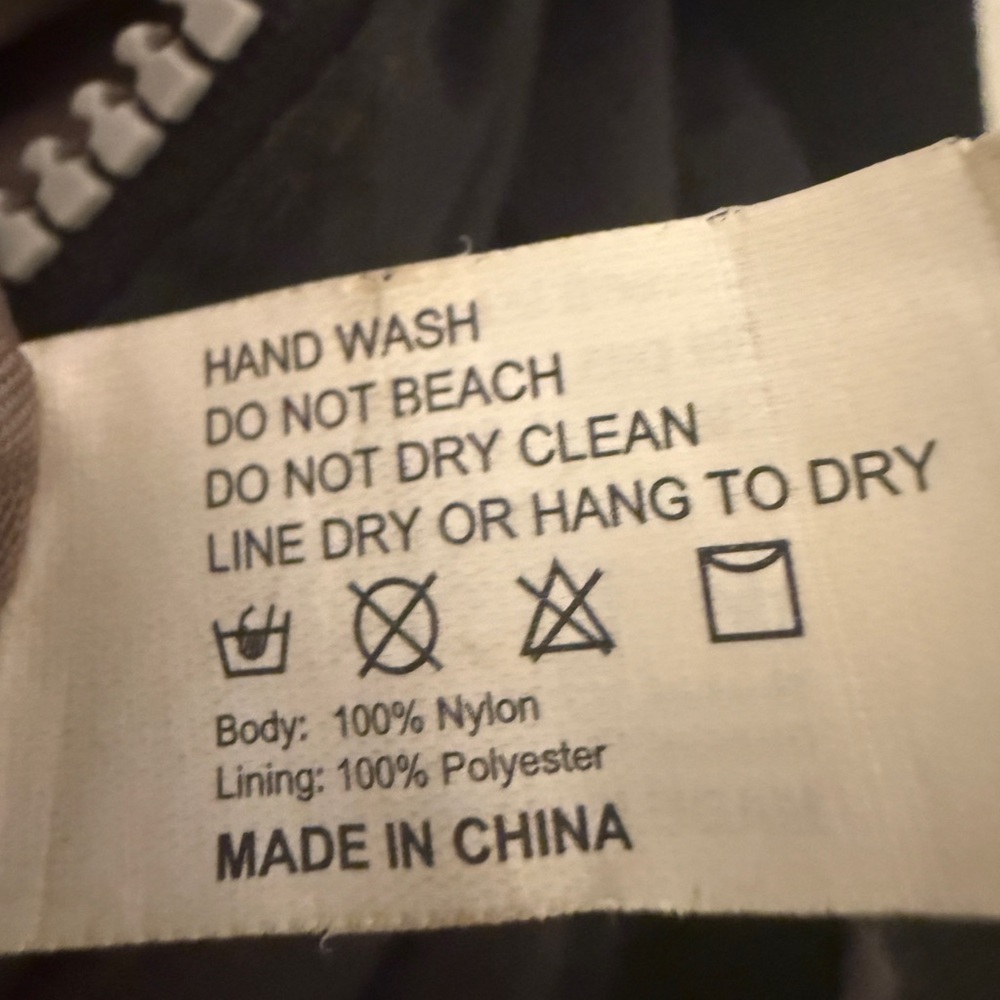 HAND WASH
DO NOT BEACH
DO NOT DRY CLEAN
LINE DRY OR HANG TO DRY
Body: 100% Nylon
Lining: 100% Polyester
MADE IN CHINA